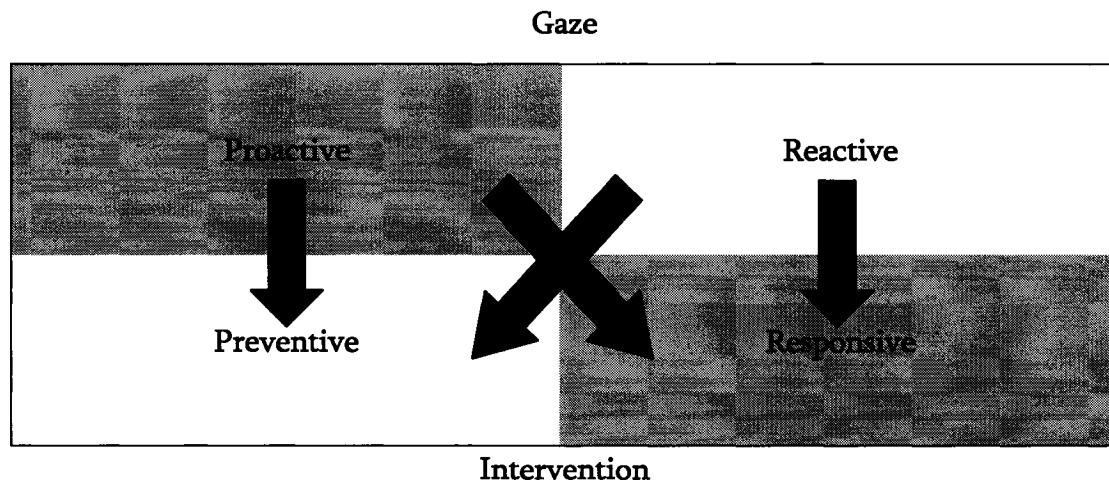 Gaze
Proactive
Reactive
Preventive
Responsive
Intervention